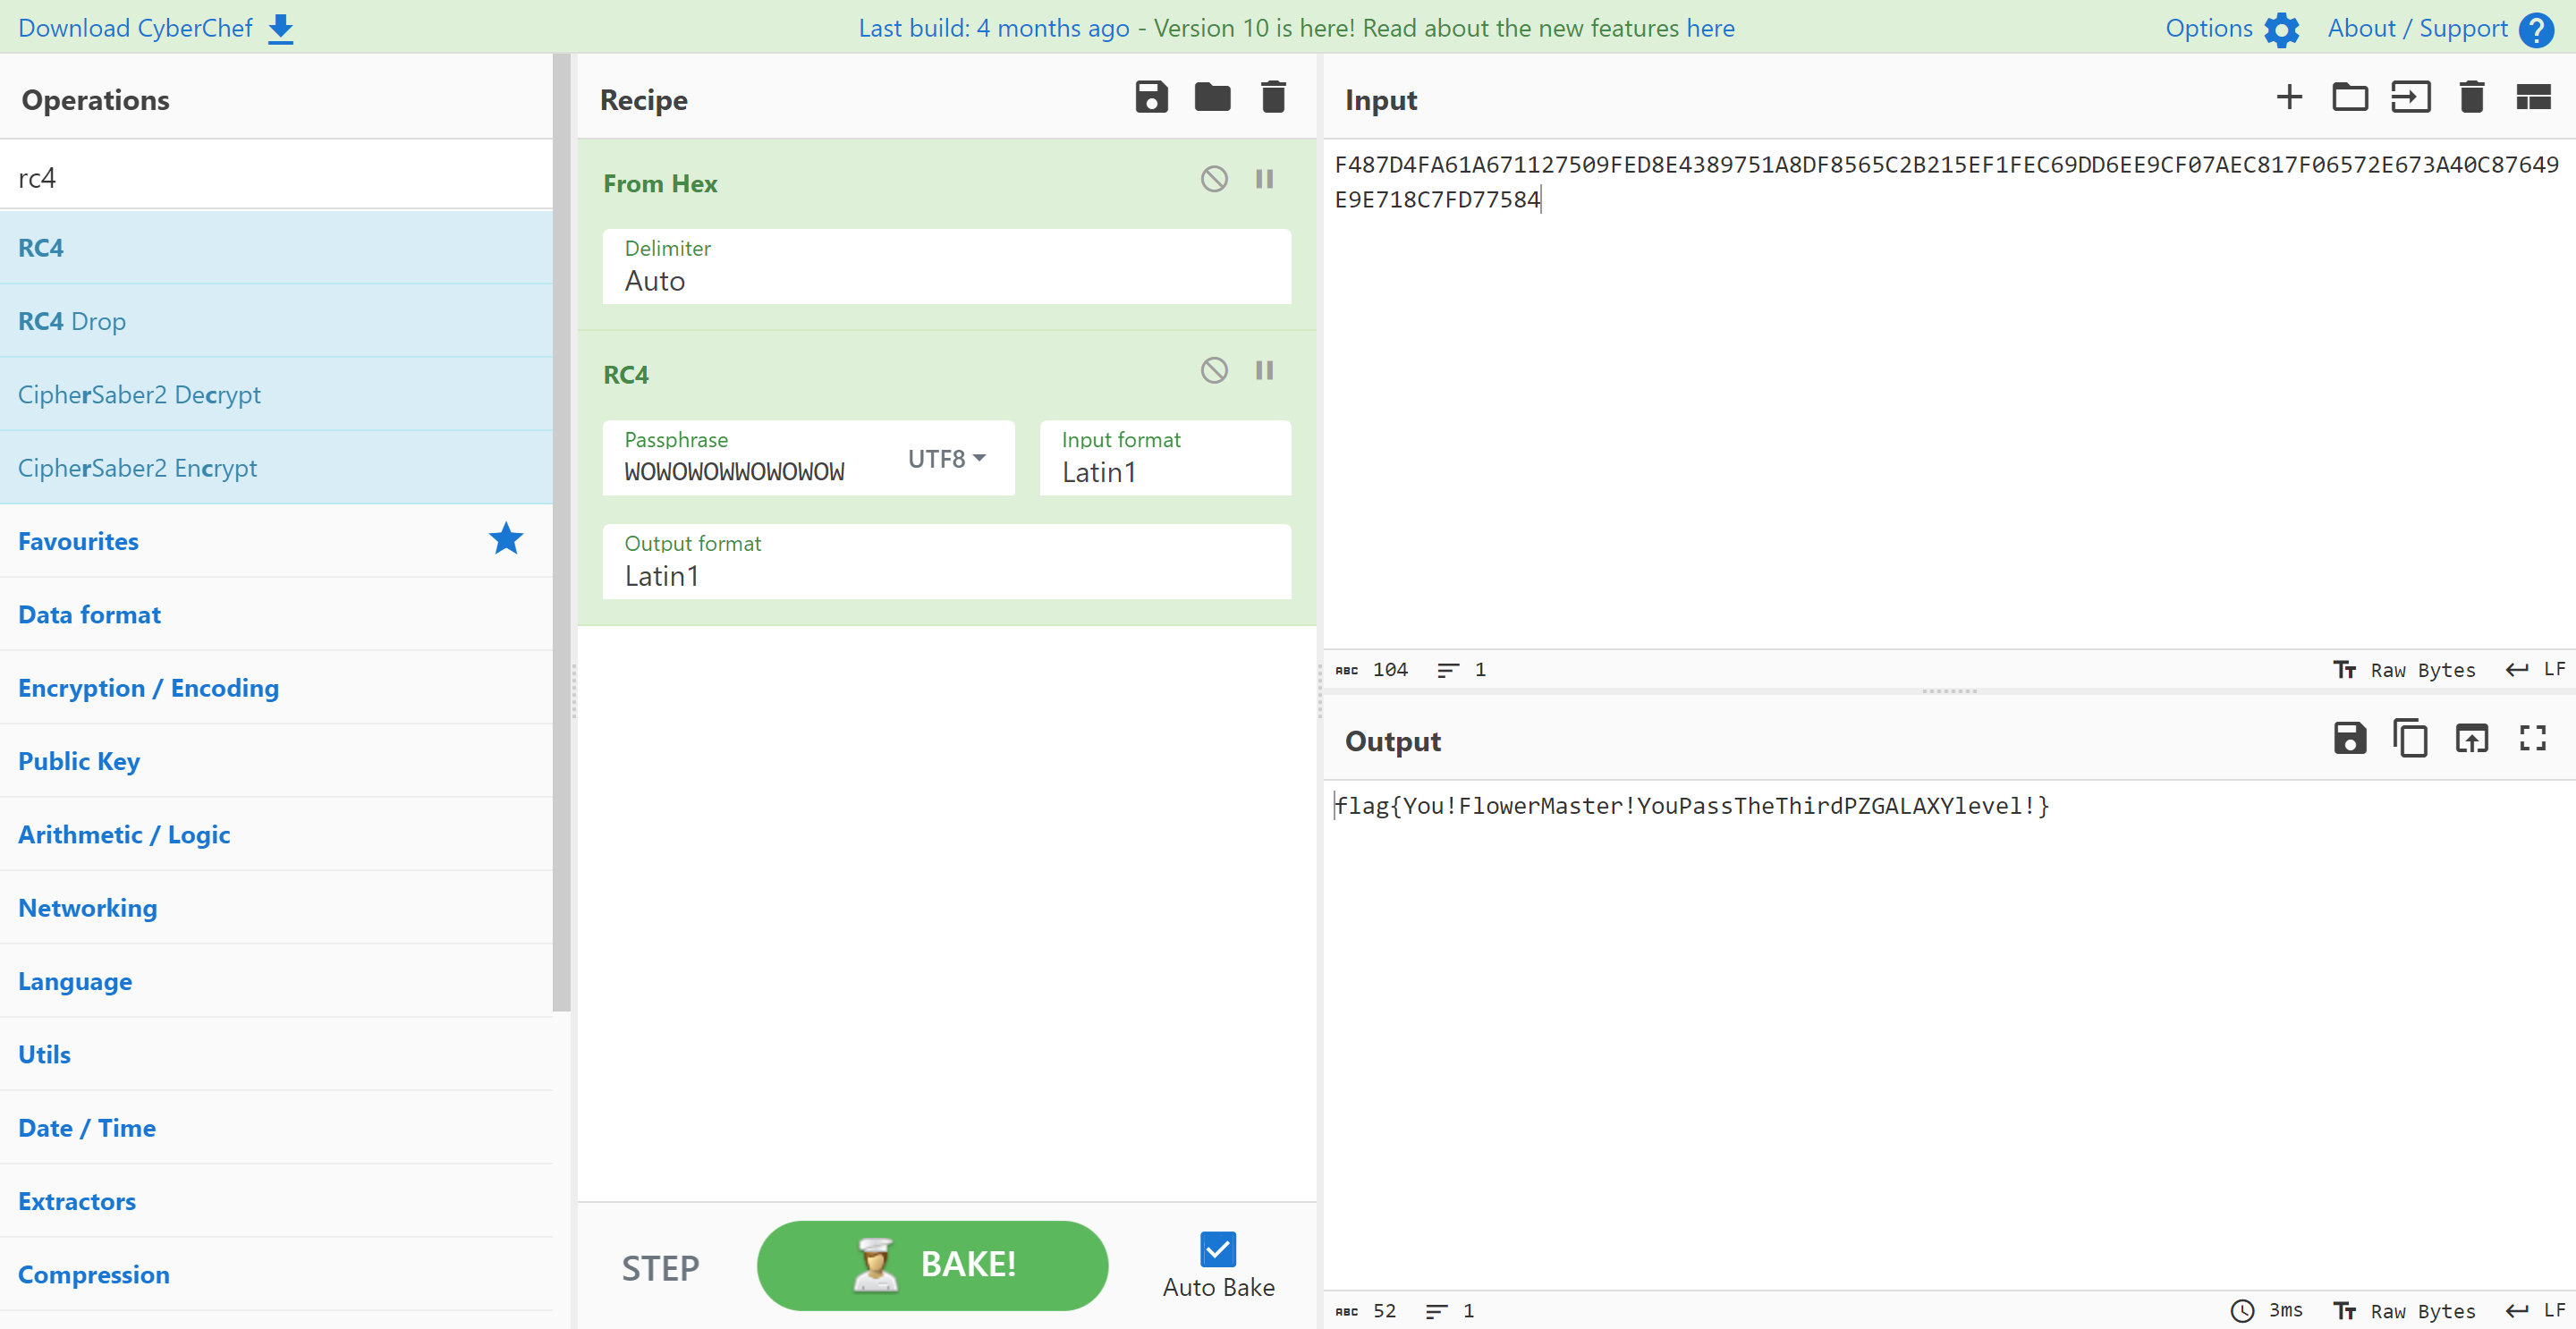 Download CyberChef
Last build: 4 months ago - Version 10 is here! Read about the new features here
Options
About / Support
Operations
rc4
RC4
RC4 Drop
CipherSaber2 Decrypt
CipherSaber2 Encrypt
Favourites
Data format
Encryption / Encoding
Public Key
Arithmetic / Logic
Networking
Language
Utils
Date / Time
Extractors
Compression
Recipe
From Hex
Delimiter
Auto
RC4
Passphrase
WOWOWOWWOWOWOW
UTF8
Input format
Latin1
Output format
Latin1
STEP
BAKE!
Auto Bake
Input
F487D4FA61A671127509FED8E4389751A8DF8565C2B215EF1FEC69DD6EE9CF07AEC817F06572E673A40C87649
E9E718C7FD77584
ABC 104 1
Tт Raw Bytes LF
Output
flag{You!FlowerMaster!YouPassTheThirdPZGALAXYlevel!}
ABC 52 1
3ms Tт Raw Bytes LF